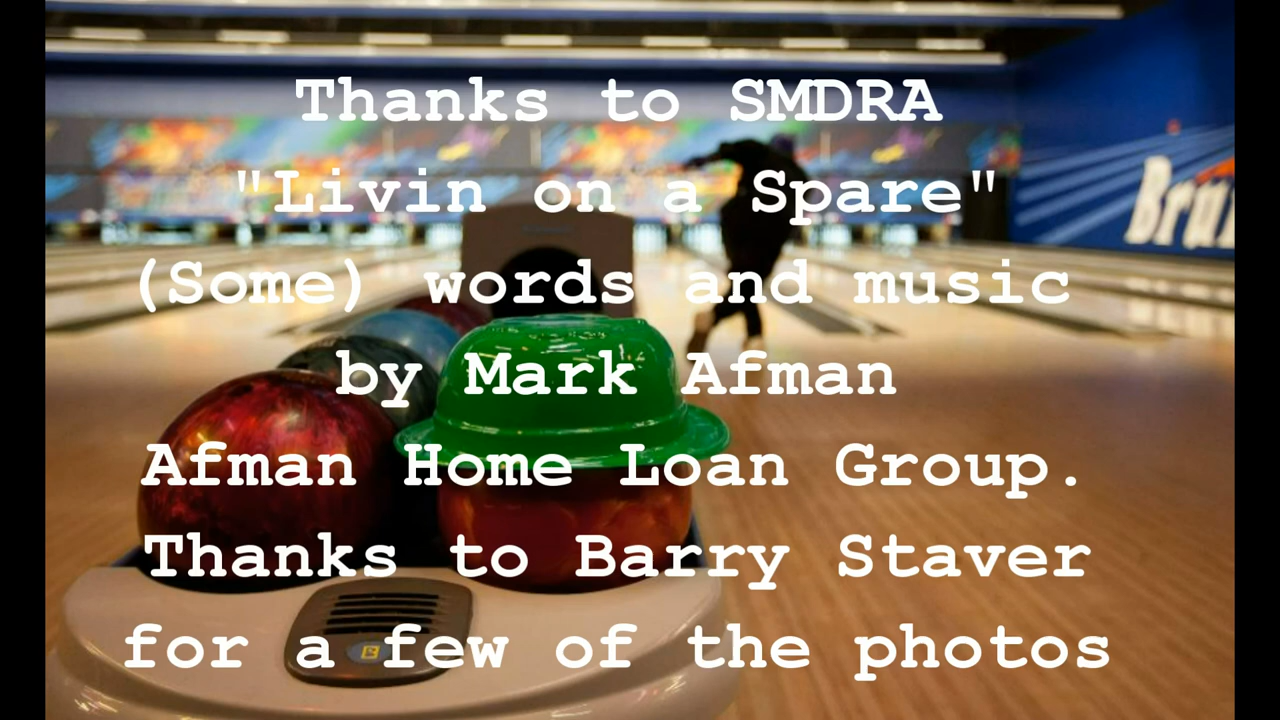 Thanks to SMDRA
"Livin on a Spare"
(Some) words and music
by Mark Afman
Afman Home Loan Group.
Thanks to Barry Staver
for a few of the photos